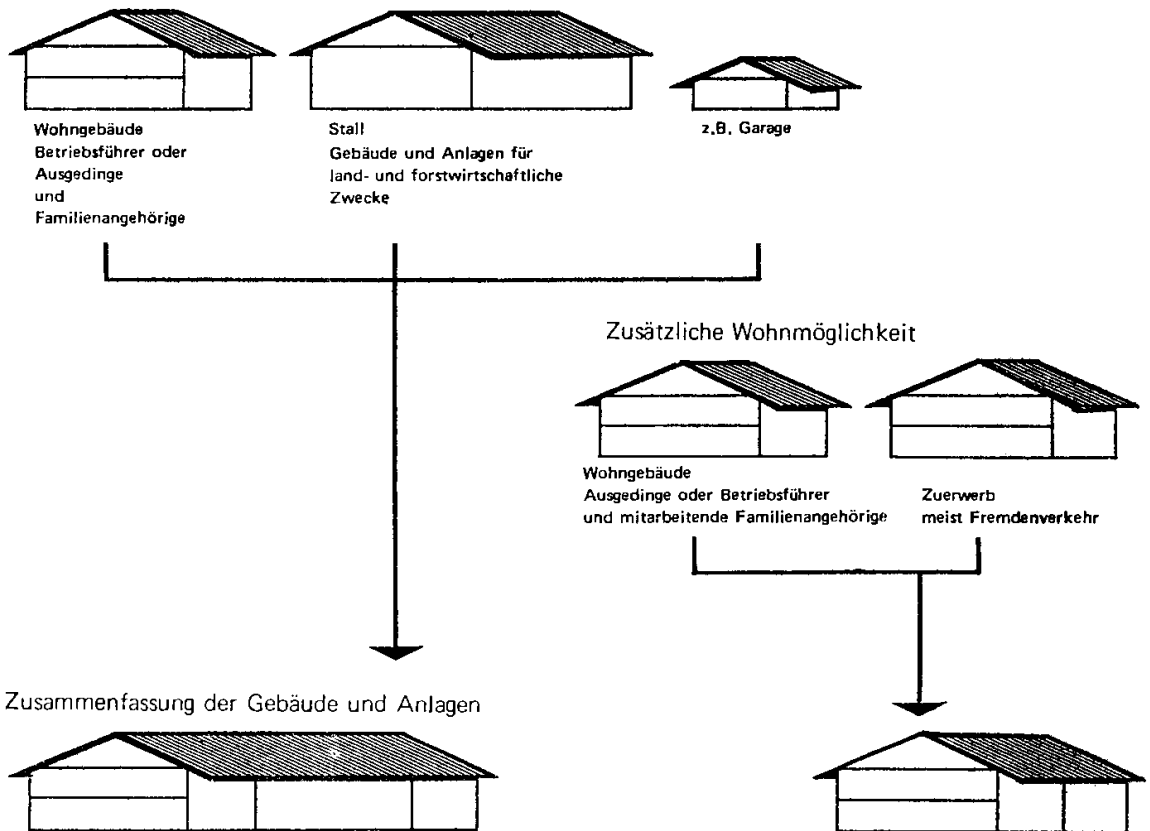 Wohngebäude
Betriebsführer oder
Ausgedinge
und
Familienangehörige
Stall
Gebäude und Anlagen für
land- und forstwirtschaftliche
Zwecke
z.B. Garage
Zusätzliche Wohnmöglichkeit
Wohngebäude
Ausgedinge oder Betriebsführer
und mitarbeitende Familienangehörige
Zuerwerb
meist Fremdenverkehr
Zusammenfassung der Gebäude und Anlagen